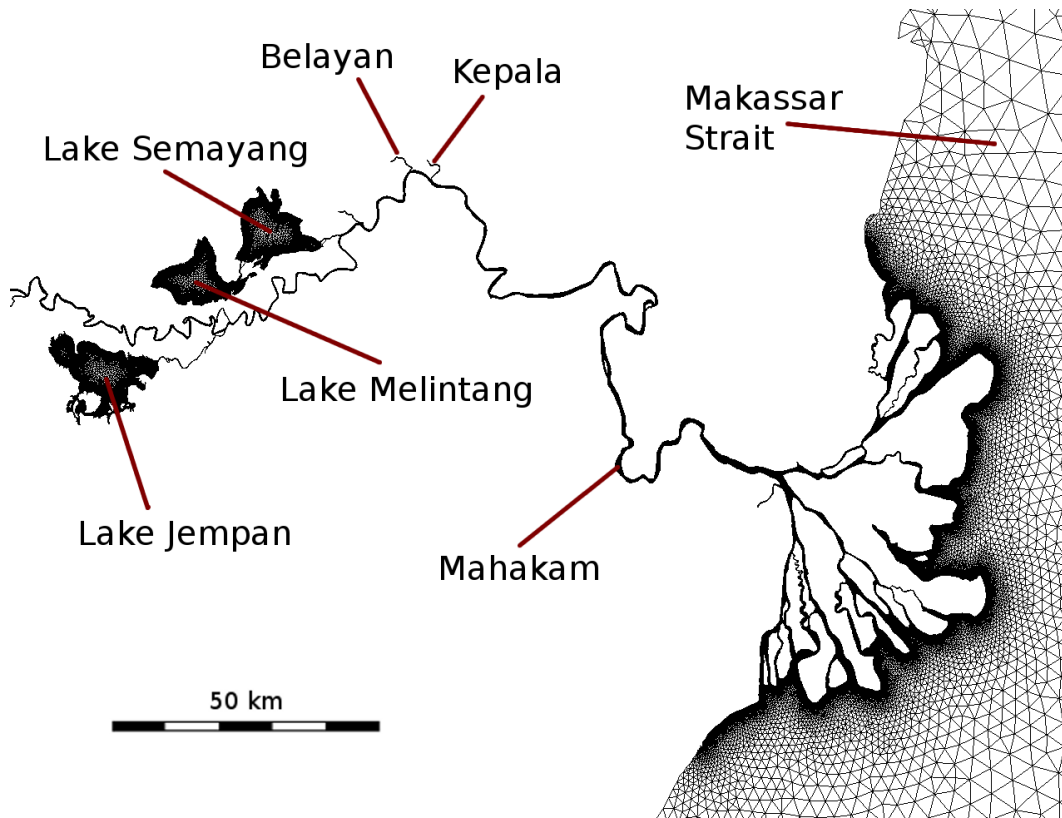 Belayan
Kepala
Makassar
Strait
Lake Semayang
Lake Melintang
Lake Jempan
Mahakam
50 km